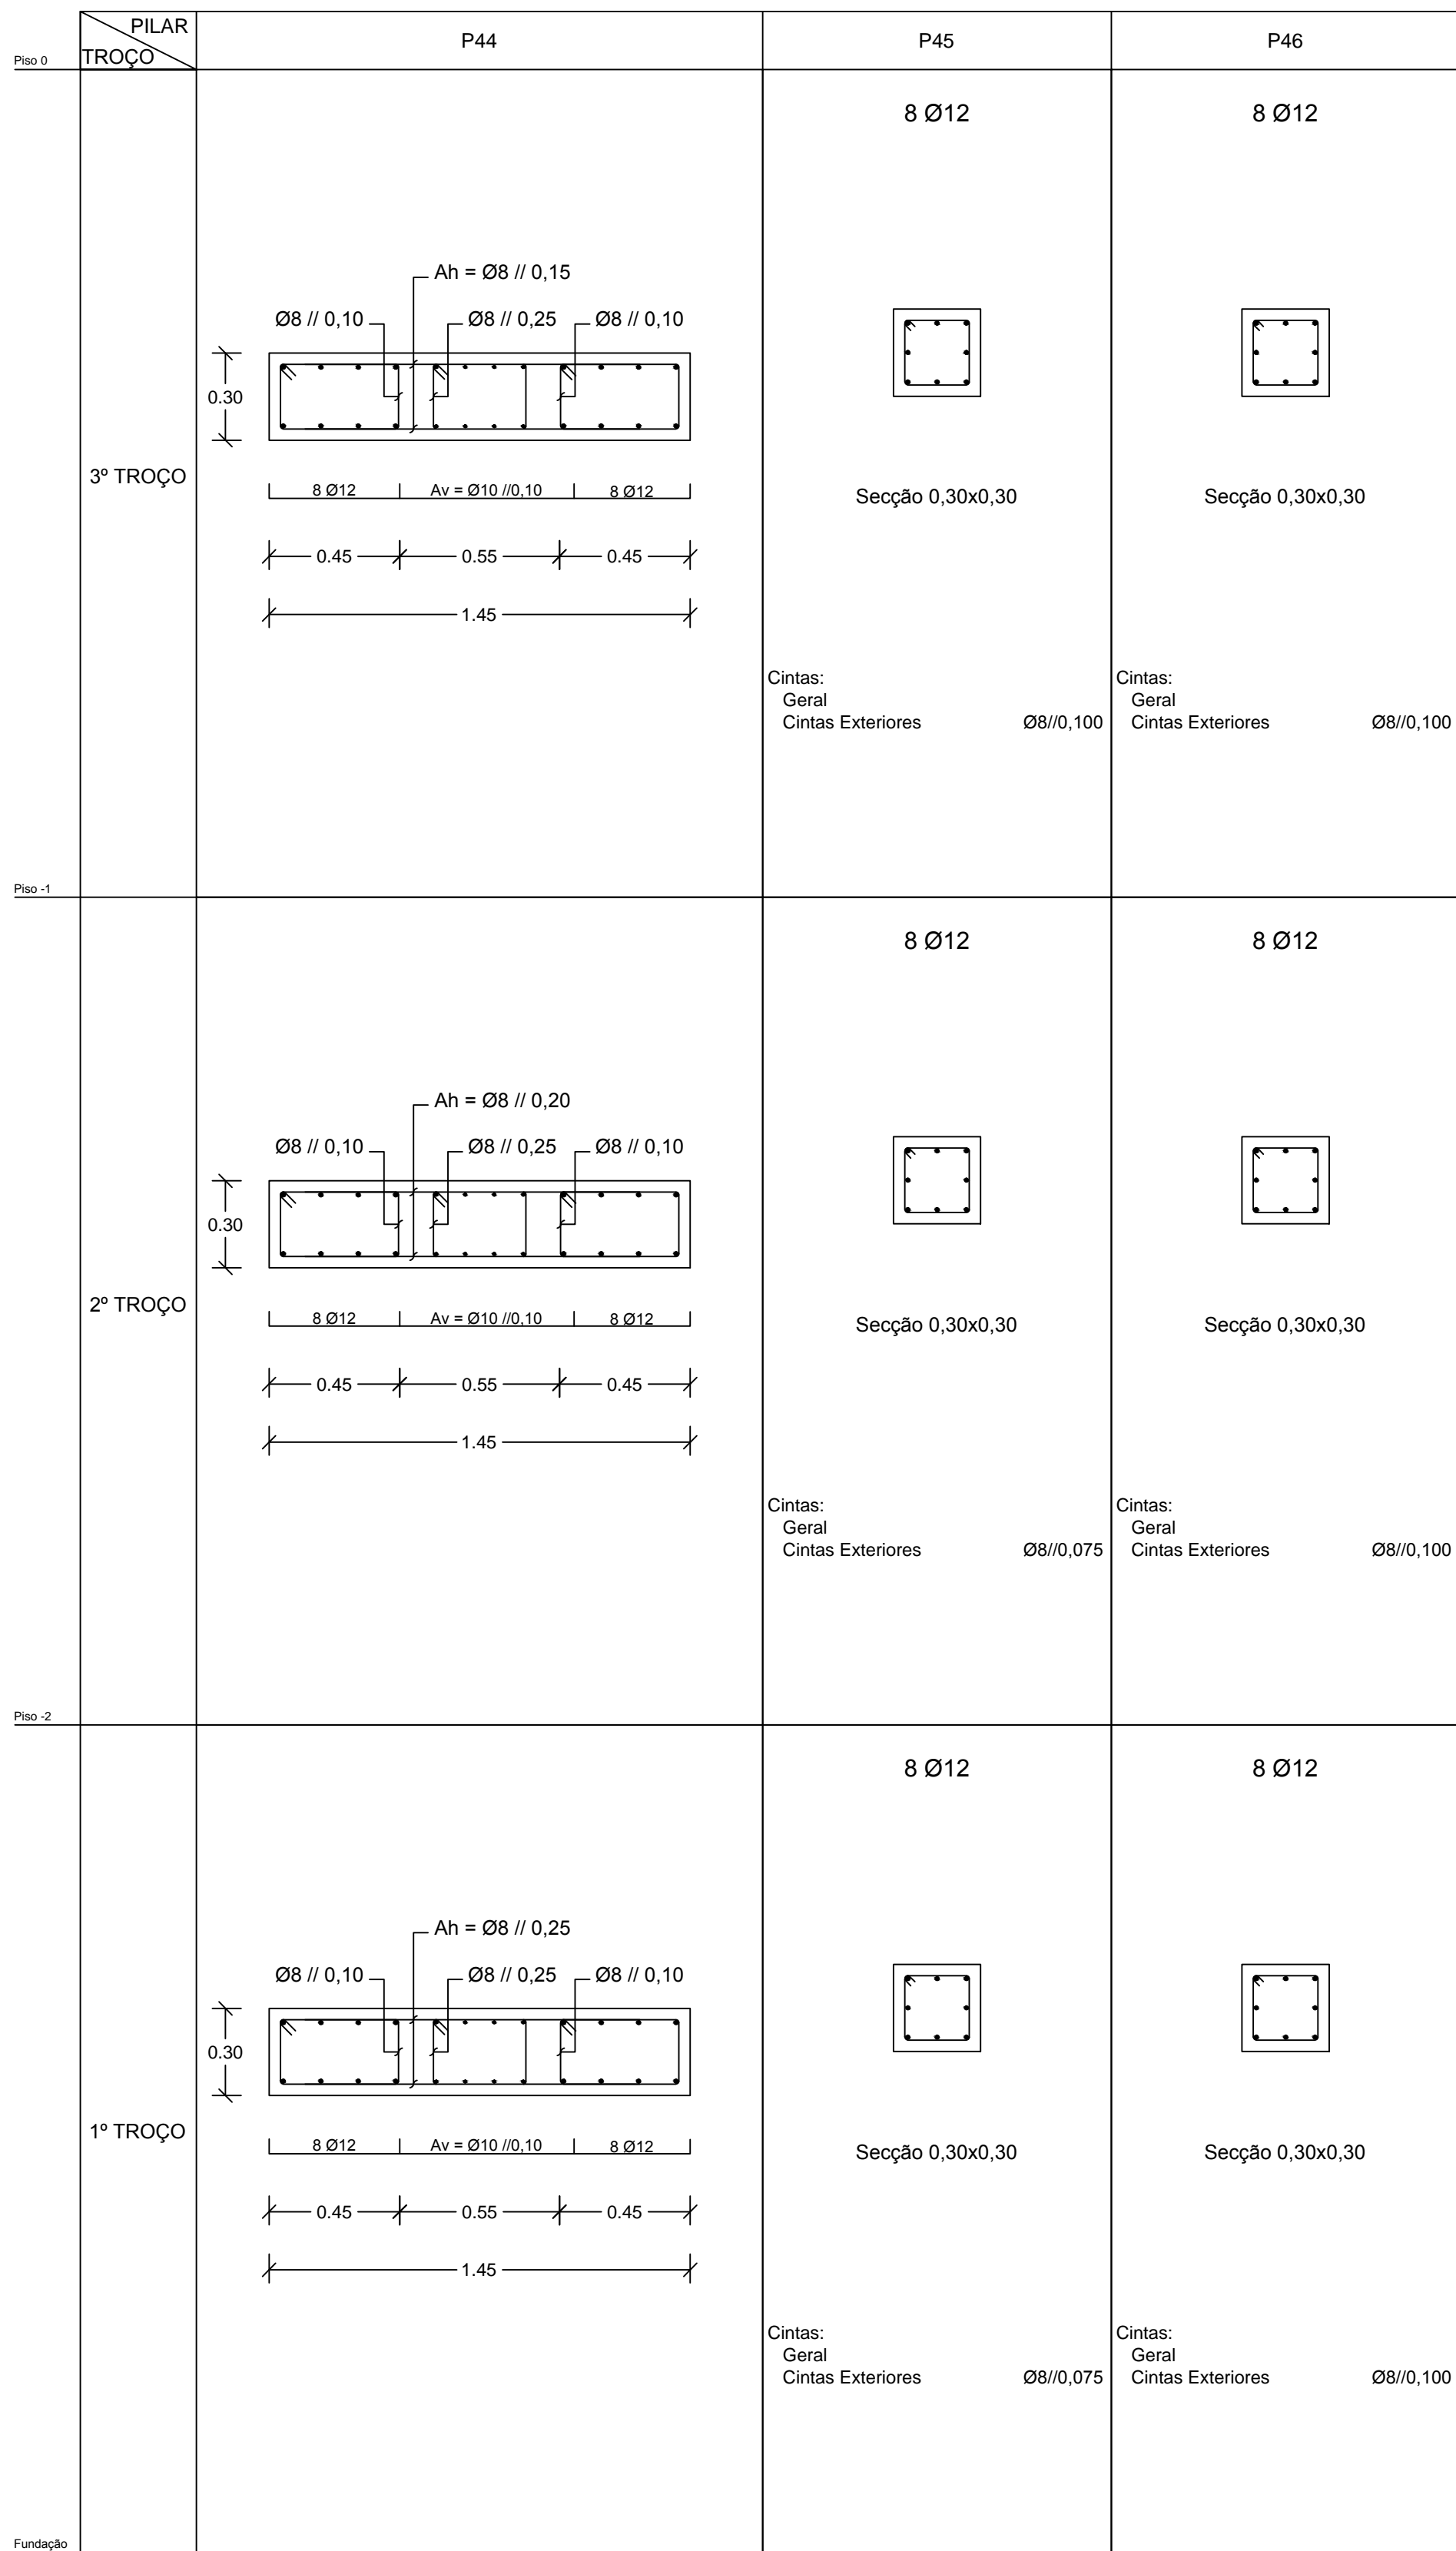 PILAR
TROÇO
P44
P45
P46
Piso 0
8 Ø12
8 Ø12
Ah = Ø8 // 0,15
Ø8 // 0,10
Ø8 // 0,25
Ø8 // 0,10
0.30
3º TROÇO
8 Ø12
Av = Ø10 //0,10
8 Ø12
Secção 0,30x0,30
Secção 0,30x0,30
0.45
0.55
0.45
1.45
Cintas:
Geral
Cintas Exteriores Ø8//0,100
Cintas:
Geral
Cintas Exteriores Ø8//0,100
Piso -1
8 Ø12
8 Ø12
Ah = Ø8 // 0,20
Ø8 // 0,10
Ø8 // 0,25
Ø8 // 0,10
0.30
2º TROÇO
8 Ø12
Av = Ø10 //0,10
8 Ø12
Secção 0,30x0,30
Secção 0,30x0,30
0.45
0.55
0.45
1.45
Cintas:
Geral
Cintas Exteriores Ø8//0,075
Cintas:
Geral
Cintas Exteriores Ø8//0,100
Piso -2
8 Ø12
8 Ø12
Ah = Ø8 // 0,25
Ø8 // 0,10
Ø8 // 0,25
Ø8 // 0,10
0.30
1º TROÇO
8 Ø12
Av = Ø10 //0,10
8 Ø12
Secção 0,30x0,30
Secção 0,30x0,30
0.45
0.55
0.45
1.45
Cintas:
Geral
Cintas Exteriores Ø8//0,075
Cintas:
Geral
Cintas Exteriores Ø8//0,100
Fundação